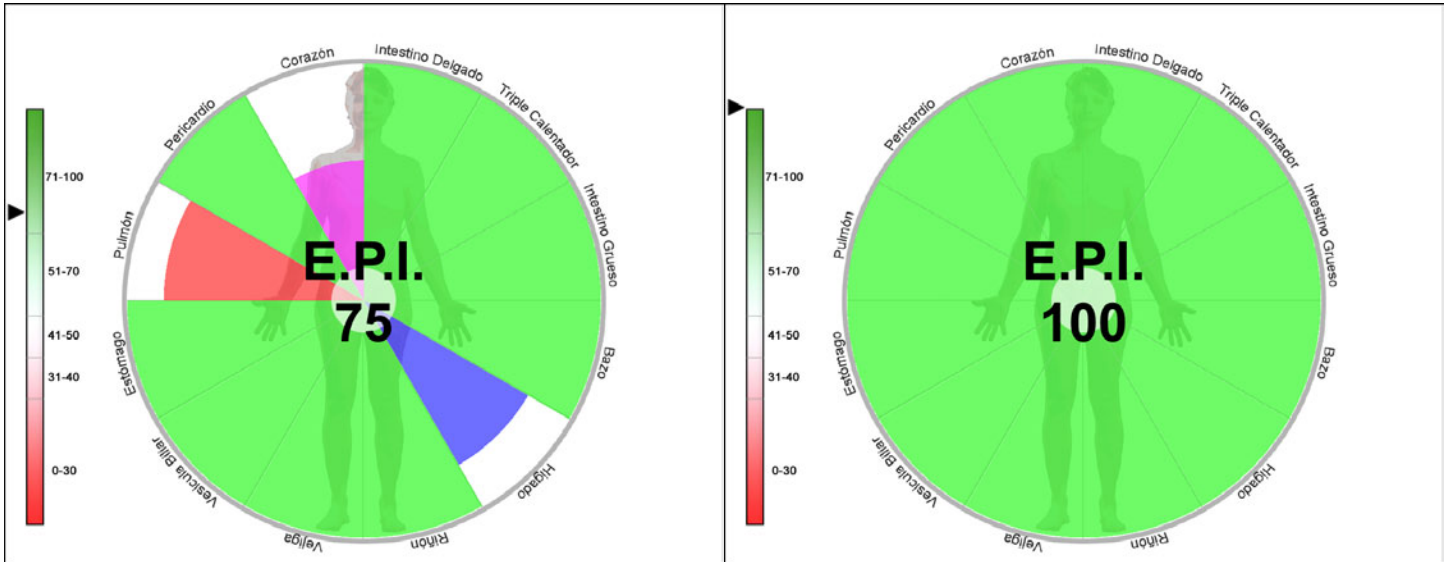 Corazón
Intestino Delgado
Triple Calentador
Intestino Grueso
Bazo
Hígado
Riñón
Vejiga
Vesicula Biliar
Estómago
Pulmón
Pericardio
71-100
51-70
41-50
31-40
0-30
E.P.I.
75
Corazón
Intestino Delgado
Triple Calentador
Intestino Grueso
Bazo
Hígado
Riñón
Vejiga
Vesicula Biliar
Estómago
Pulmón
Pericardio
71-100
51-70
41-50
31-40
0-30
E.P.I.
100